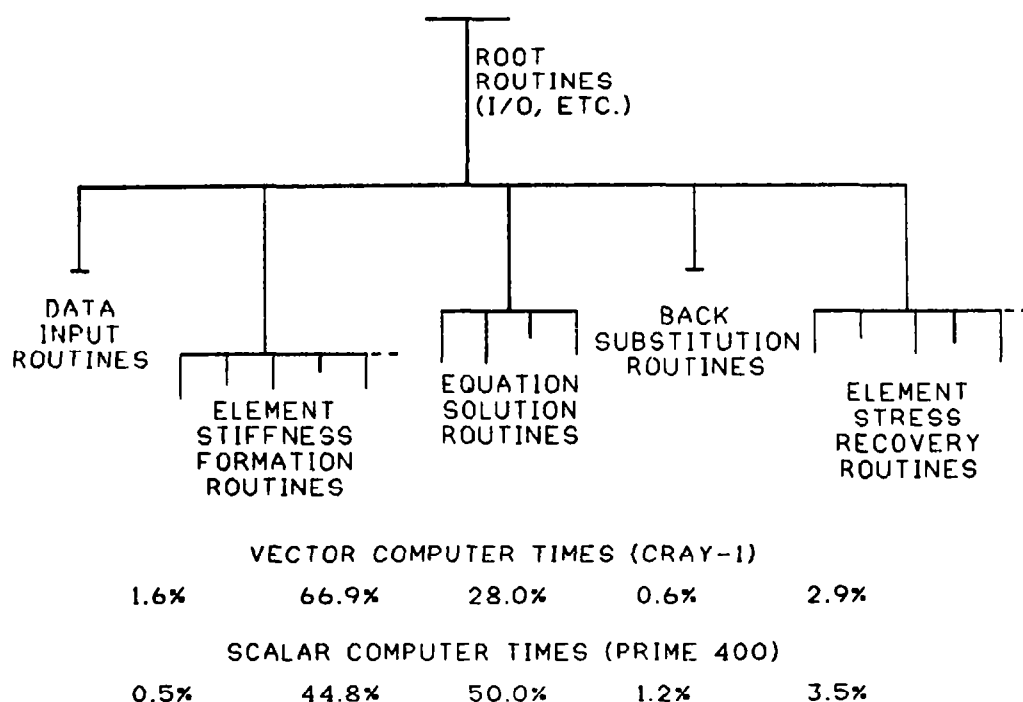 ROOT
ROUTINES
(I/O, ETC.)
DATA
INPUT
ROUTINES
ELEMENT
STIFFNESS
FORMATION
ROUTINES
EQUATION
SOLUTION
ROUTINES
BACK
SUBSTITUTION
ROUTINES
ELEMENT
STRESS
RECOVERY
ROUTINES
VECTOR COMPUTER TIMES (CRAY-1)
1.6% 66.9% 28.0% 0.6% 2.9%
SCALAR COMPUTER TIMES (PRIME 400)
0.5% 44.8% 50.0% 1.2% 3.5%